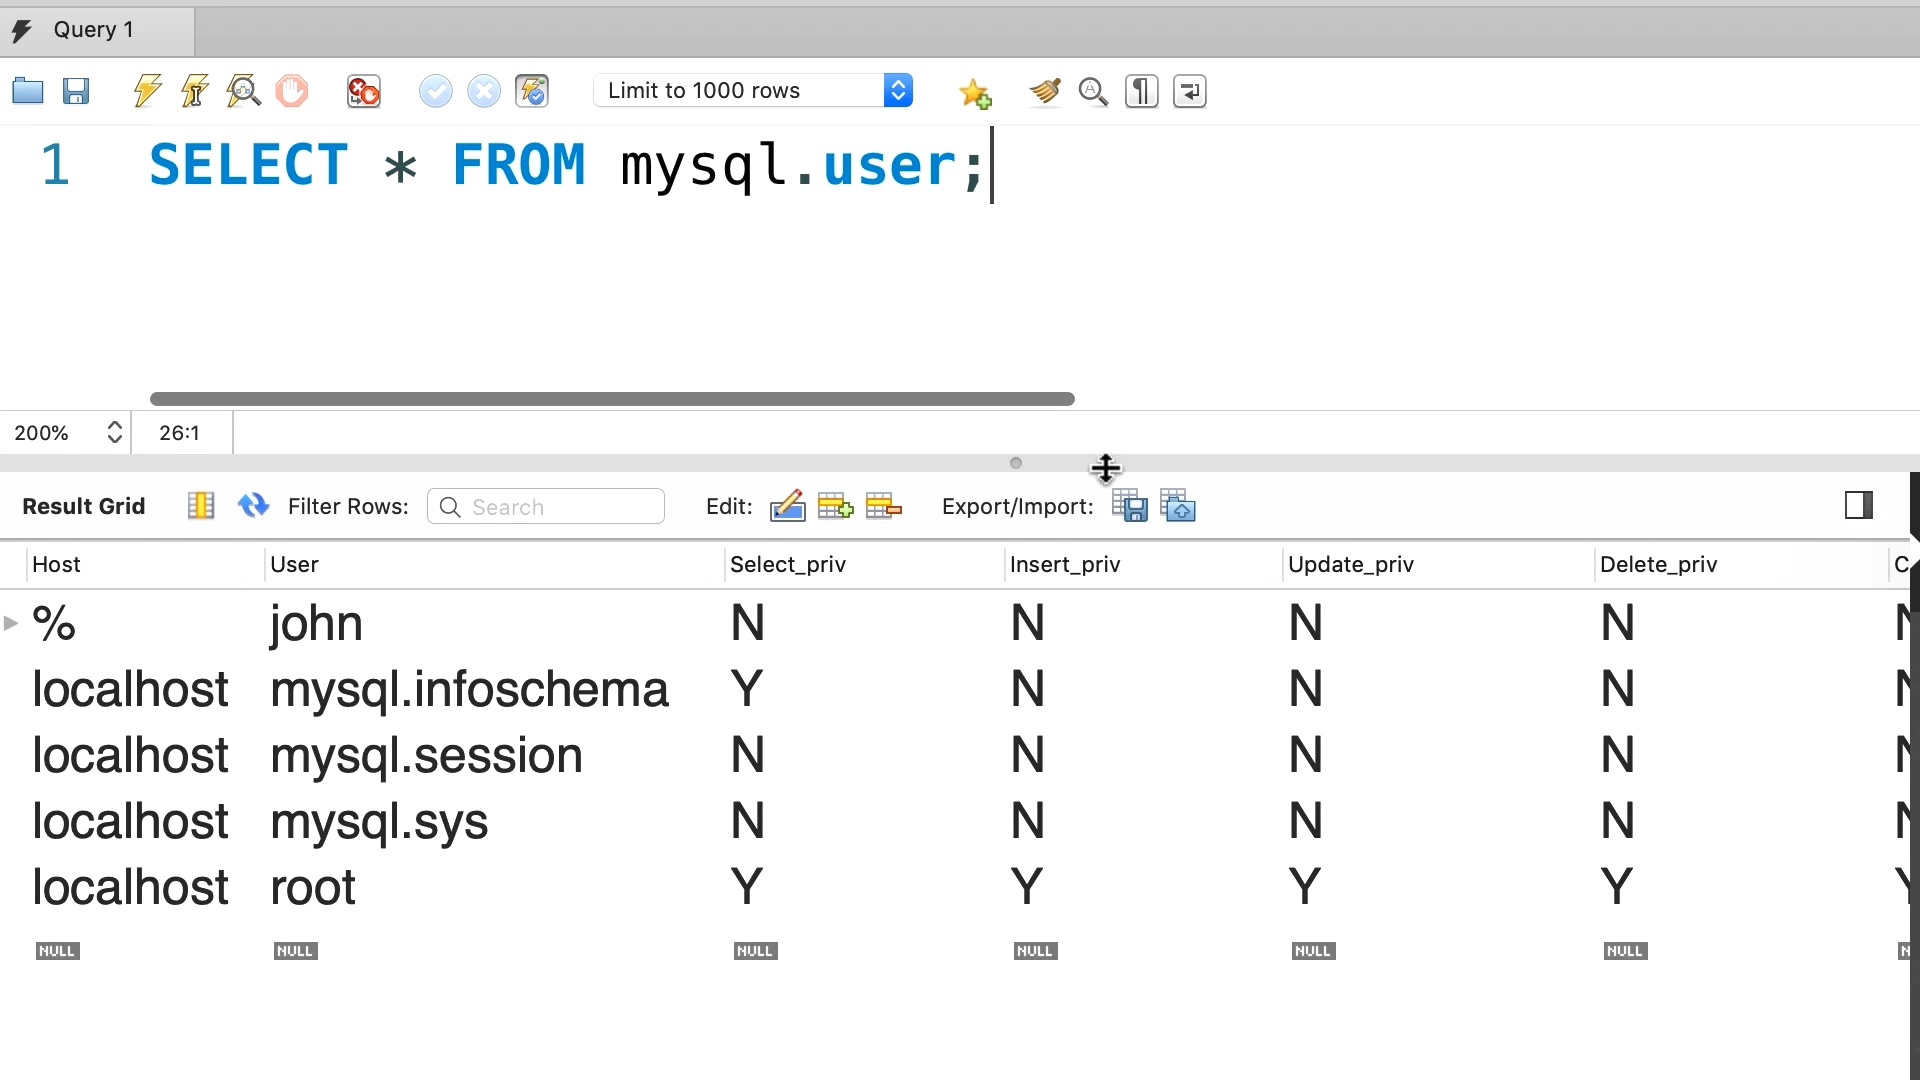 Query 1
Limit to 1000 rows
1 SELECT * FROM mysql.user;
200% 26:1
Result Grid Filter Rows: Search Edit: Export/Import:
Host User Select_priv Insert_priv Update_priv Delete_priv C
% john N N N N N
localhost mysql.infoschema Y N N N N
localhost mysql.session N N N N N
localhost mysql.sys N N N N N
localhost root Y Y Y Y Y
NULL NULL NULL NULL NULL NULL N